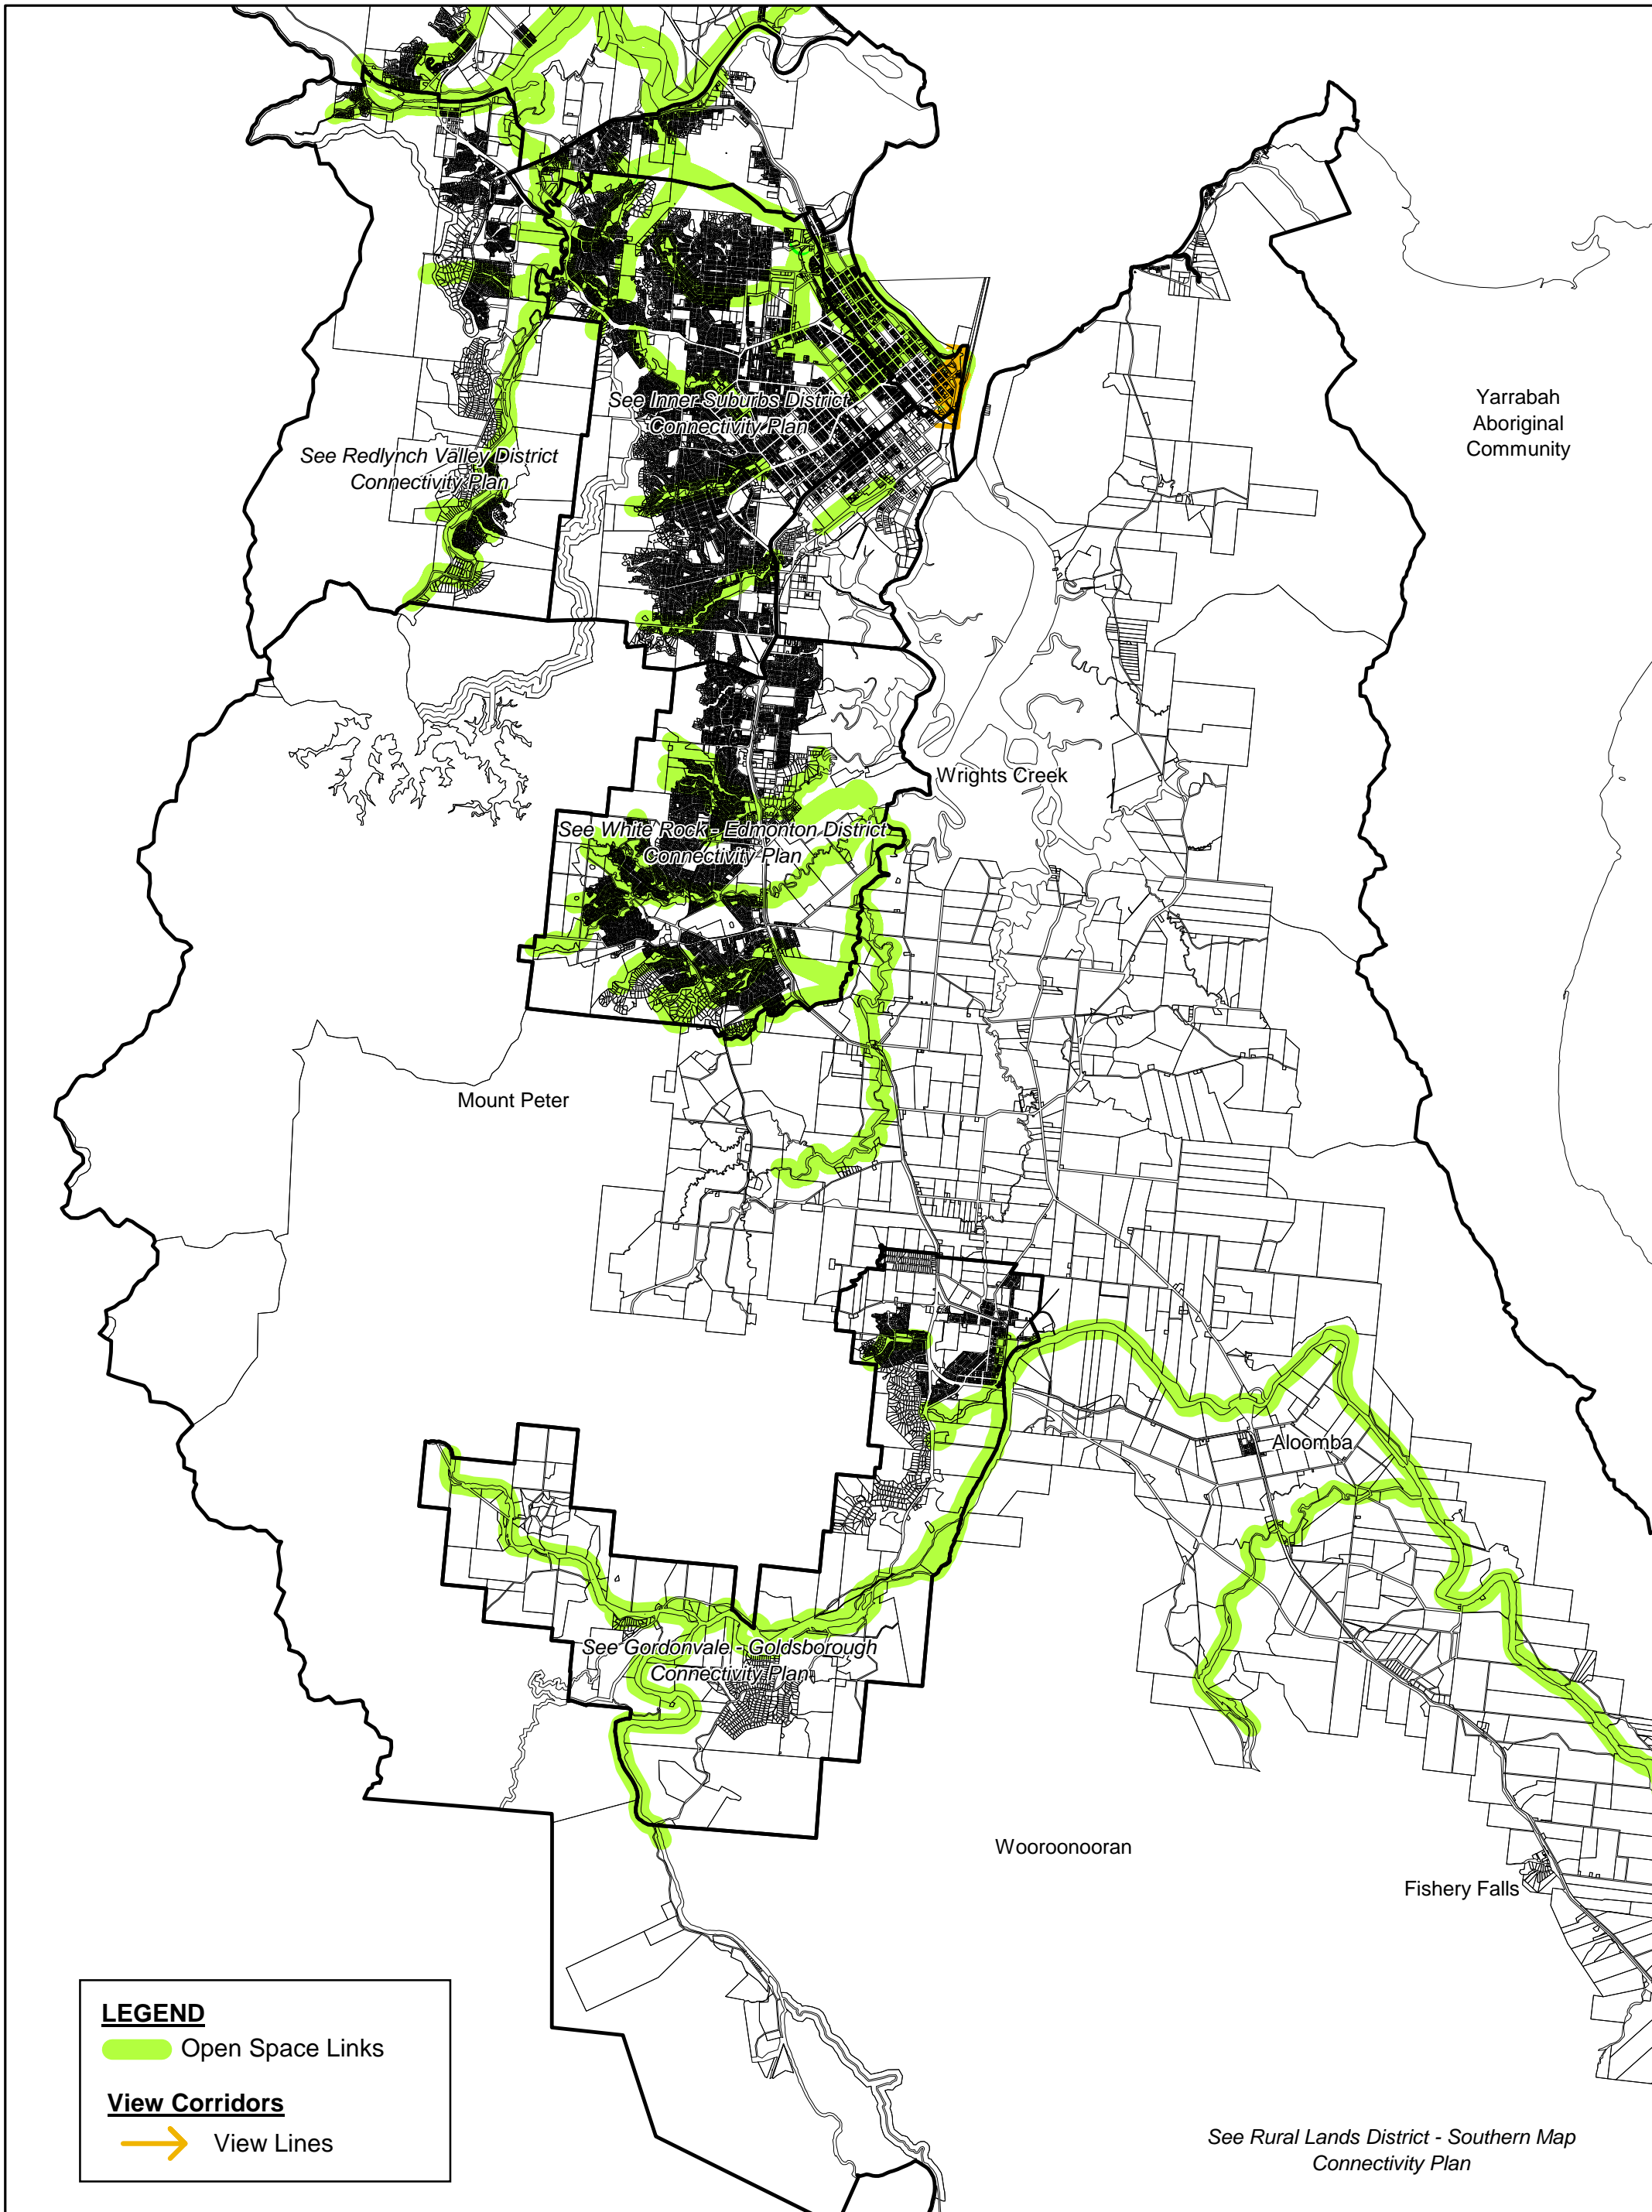 Yarrabah
Aboriginal
Community
See Inner Suburbs District
Connectivity Plan
See Redlynch Valley District
Connectivity Plan
Wrights Creek
See White Rock - Edmonton District
Connectivity Plan
Mount Peter
Aloomba
See Gordonvale - Goldsborough
Connectivity Plan
Wooroonooran
Fishery Falls
LEGEND
Open Space Links
View Corridors
View Lines
See Rural Lands District - Southern Map
Connectivity Plan